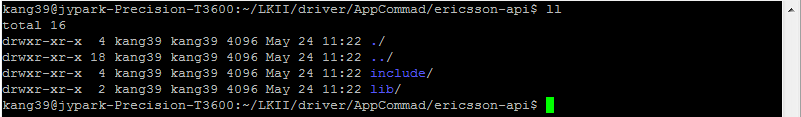 kang39@jypark-Precision-T3600:~/LKII/driver/AppCommad/ericsson-api$ ll
total 16
drwxr-xr-x  4 kang39 kang39 4096 May 24 11:22 ./
drwxr-xr-x 18 kang39 kang39 4096 May 24 11:22 ../
drwxr-xr-x  4 kang39 kang39 4096 May 24 11:22 include/
drwxr-xr-x  2 kang39 kang39 4096 May 24 11:22 lib/
kang39@jypark-Precision-T3600:~/LKII/driver/AppCommad/ericsson-api$